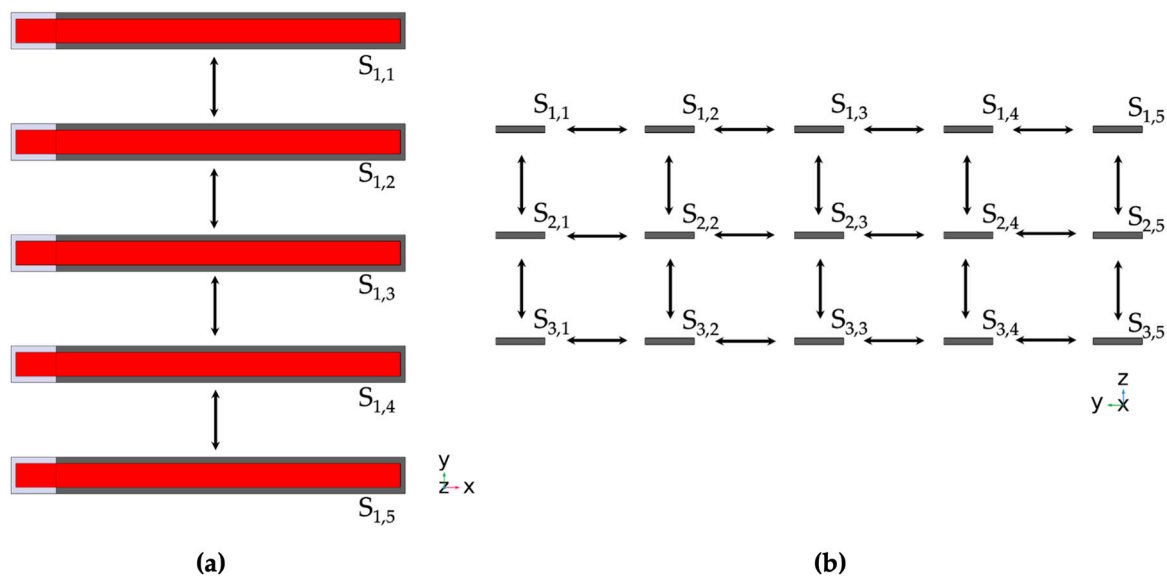 S1,1
S1,2
S1,3
S1,4
S1,5
y
z x
(a)
S1,1 S1,2 S1,3 S1,4 S1,5
S2,1 S2,2 S2,3 S2,4 S2,5
S3,1 S3,2 S3,3 S3,4 S3,5
z
y x
(b)